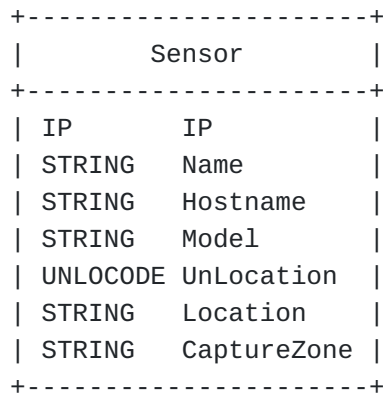 +---------------------+
|       Sensor        |
+---------------------+
| IP       IP         |
| STRING   Name       |
| STRING   Hostname   |
| STRING   Model      |
| UNLOCODE UnLocation |
| STRING   Location   |
| STRING   CaptureZone |
+---------------------+